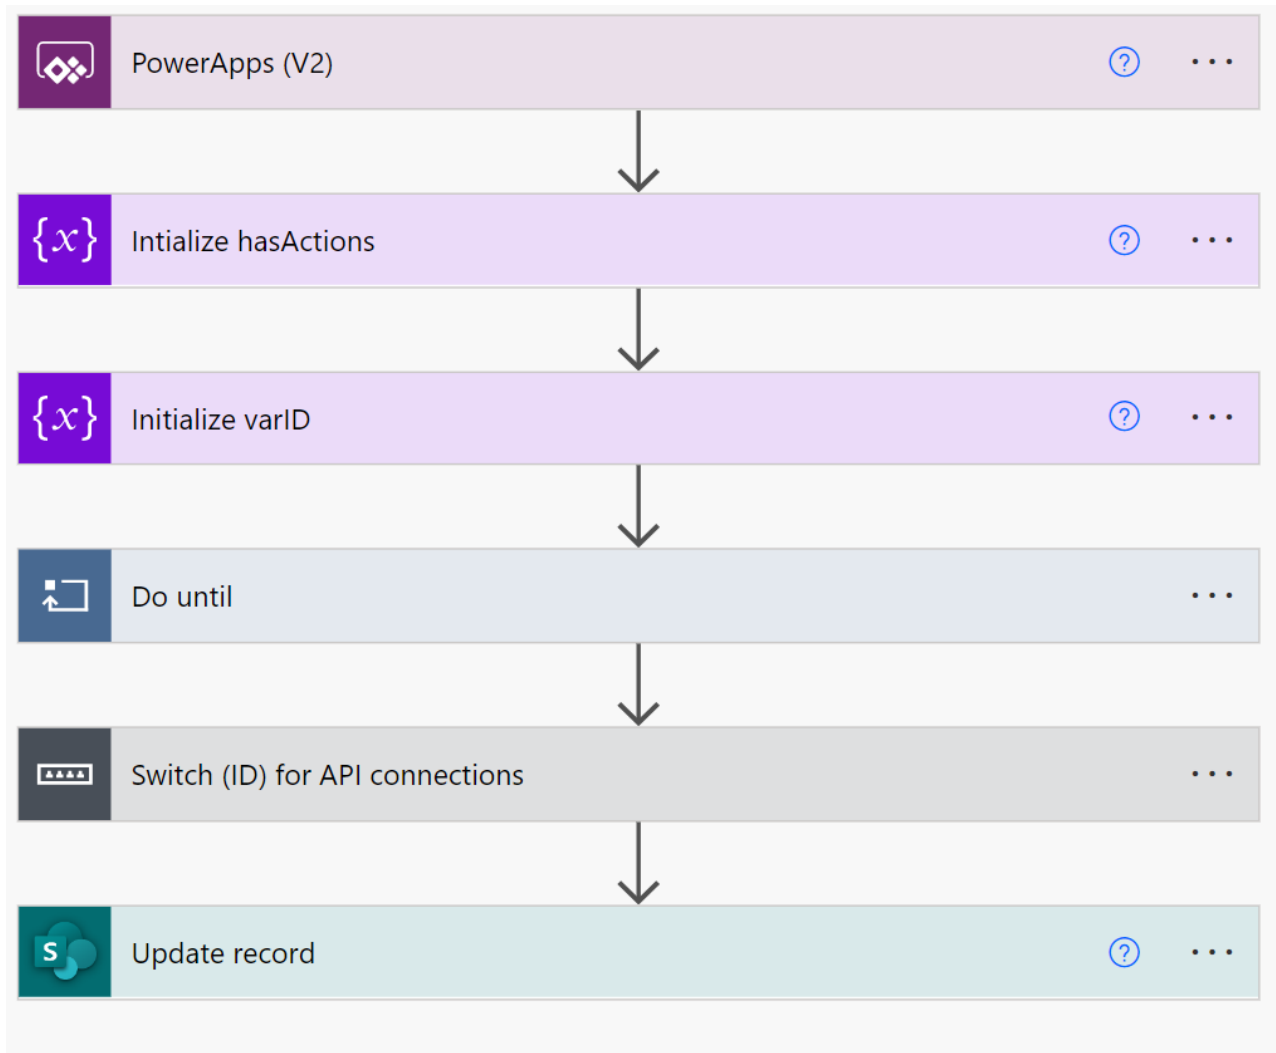 PowerApps (V2)
Intialize hasActions
Initialize varID
Do until
Switch (ID) for API connections
Update record